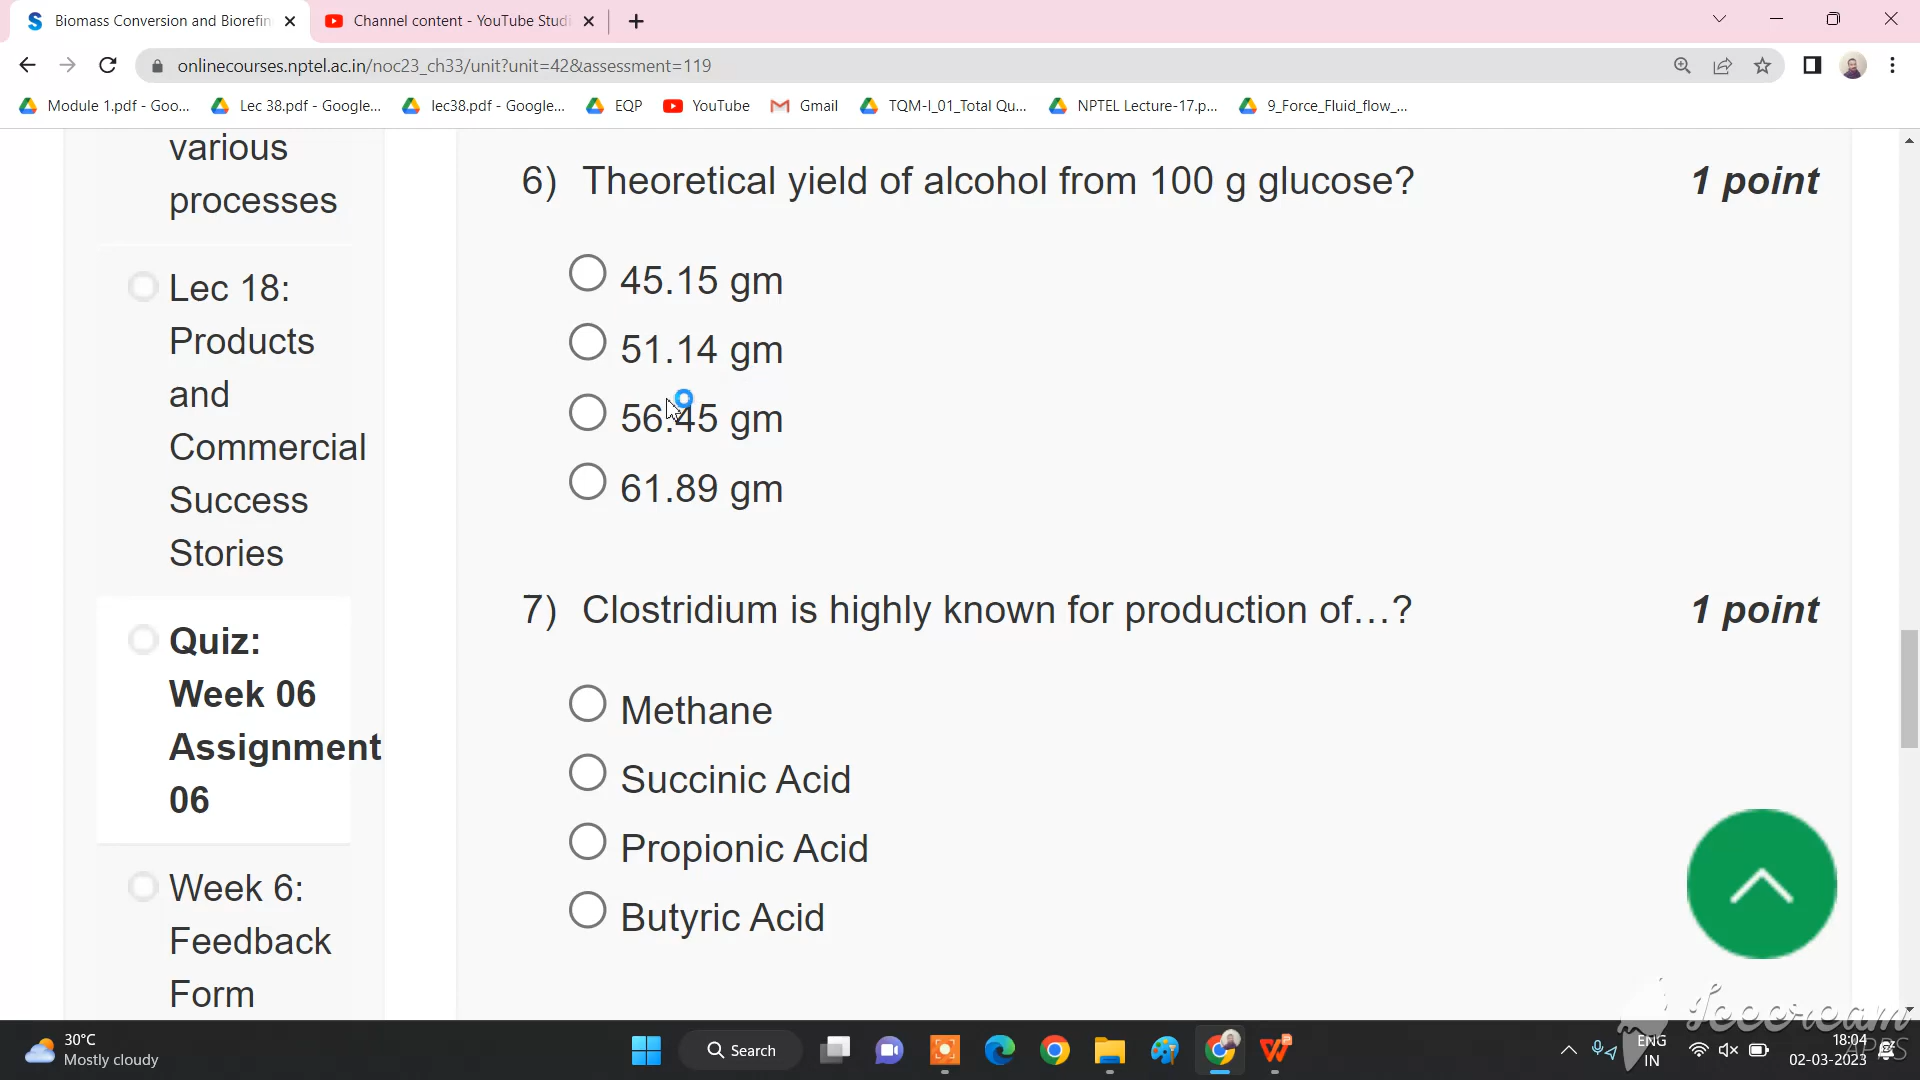 Biomass Conversion and Biorefin
Channel content - YouTube Studi
onlinecourses.nptel.ac.in/noc23_ch33/unit?unit=42&assessment=119
Module 1.pdf - Goo...
Lec 38.pdf - Google...
lec38.pdf - Google...
EQP
YouTube
Gmail
TQM-I_01_Total Qu...
NPTEL Lecture-17.p...
9_Force_Fluid_flow_...
various
processes
Lec 18:
Products
and
Commercial
Success
Stories
Quiz:
Week 06
Assignment
06
Week 6:
Feedback
Form
6) Theoretical yield of alcohol from 100 g glucose?
1 point
45.15 gm
51.14 gm
56.45 gm
61.89 gm
7) Clostridium is highly known for production of...?
1 point
Methane
Succinic Acid
Propionic Acid
Butyric Acid
Icecream
APPS
30°C
Mostly cloudy
Search
ENG
IN
18:04
02-03-2023